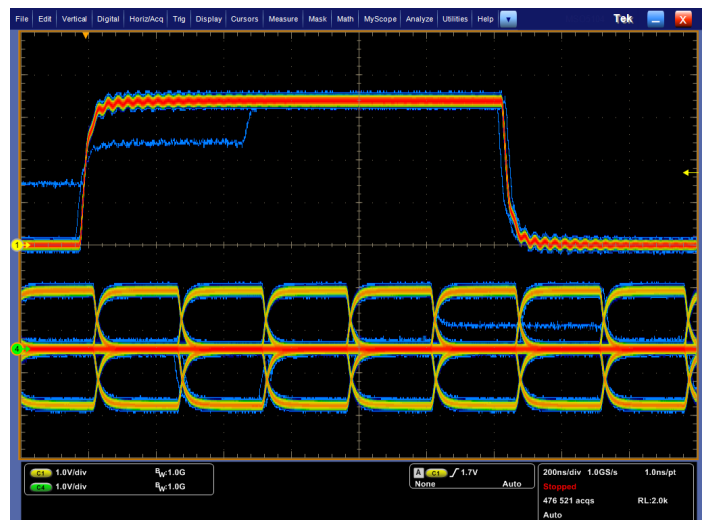 File Edit Vertical Digital Horiz/Acq Trig Display Cursors Measure Mask Math MyScope Analyze Utilities Help Tek X
1
4
C1 1.0V/div BW:1.0G
C4 1.0V/div BW:1.0G
A C1 1.7V
None Auto
200ns/div 1.0GS/s 1.0ns/pt
Stopped
476 521 acqs RL:2.0k
Auto